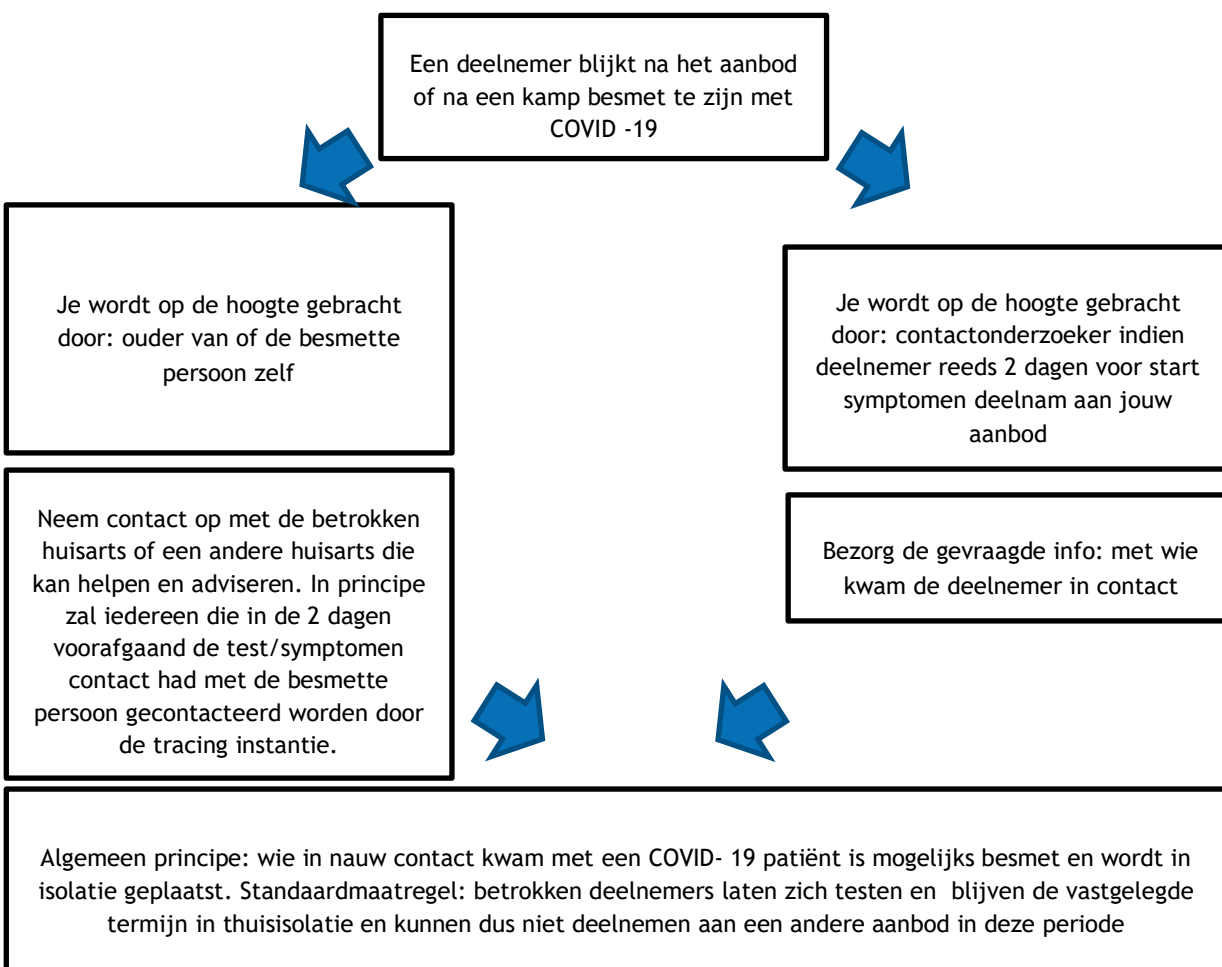 Een deelnemer blijkt na het aanbod
of na een kamp besmet te zijn met
COVID -19
Je wordt op de hoogte gebracht
door: ouder van of de besmette
persoon zelf
Je wordt op de hoogte gebracht
door: contactonderzoeker indien
deelnemer reeds 2 dagen voor start
symptomen deelnam aan jouw
aanbod
Neem contact op met de betrokken
huisarts of een andere huisarts die
kan helpen en adviseren. In principe
zal iedereen die in de 2 dagen
voorafgaand de test/symptomen
contact had met de besmette
persoon gecontacteerd worden door
de tracing instantie.
Bezorg de gevraagde info: met wie
kwam de deelnemer in contact
Algemeen principe: wie in nauw contact kwam met een COVID- 19 patiënt is mogelijks besmet en wordt in
isolatie geplaatst. Standaardmaatregel: betrokken deelnemers laten zich testen en  blijven de vastgelegde
termijn in thuisisolatie en kunnen dus niet deelnemen aan een andere aanbod in deze periode